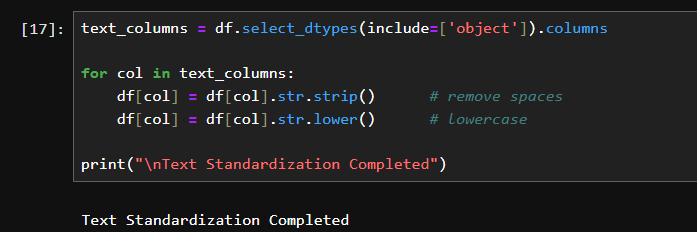 [17]: text_columns = df.select_dtypes(include=['object']).columns
for col in text_columns:
    df[col] = df[col].str.strip()      # remove spaces
    df[col] = df[col].str.lower()      # lowercase
print("\nText Standardization Completed")
Text Standardization Completed